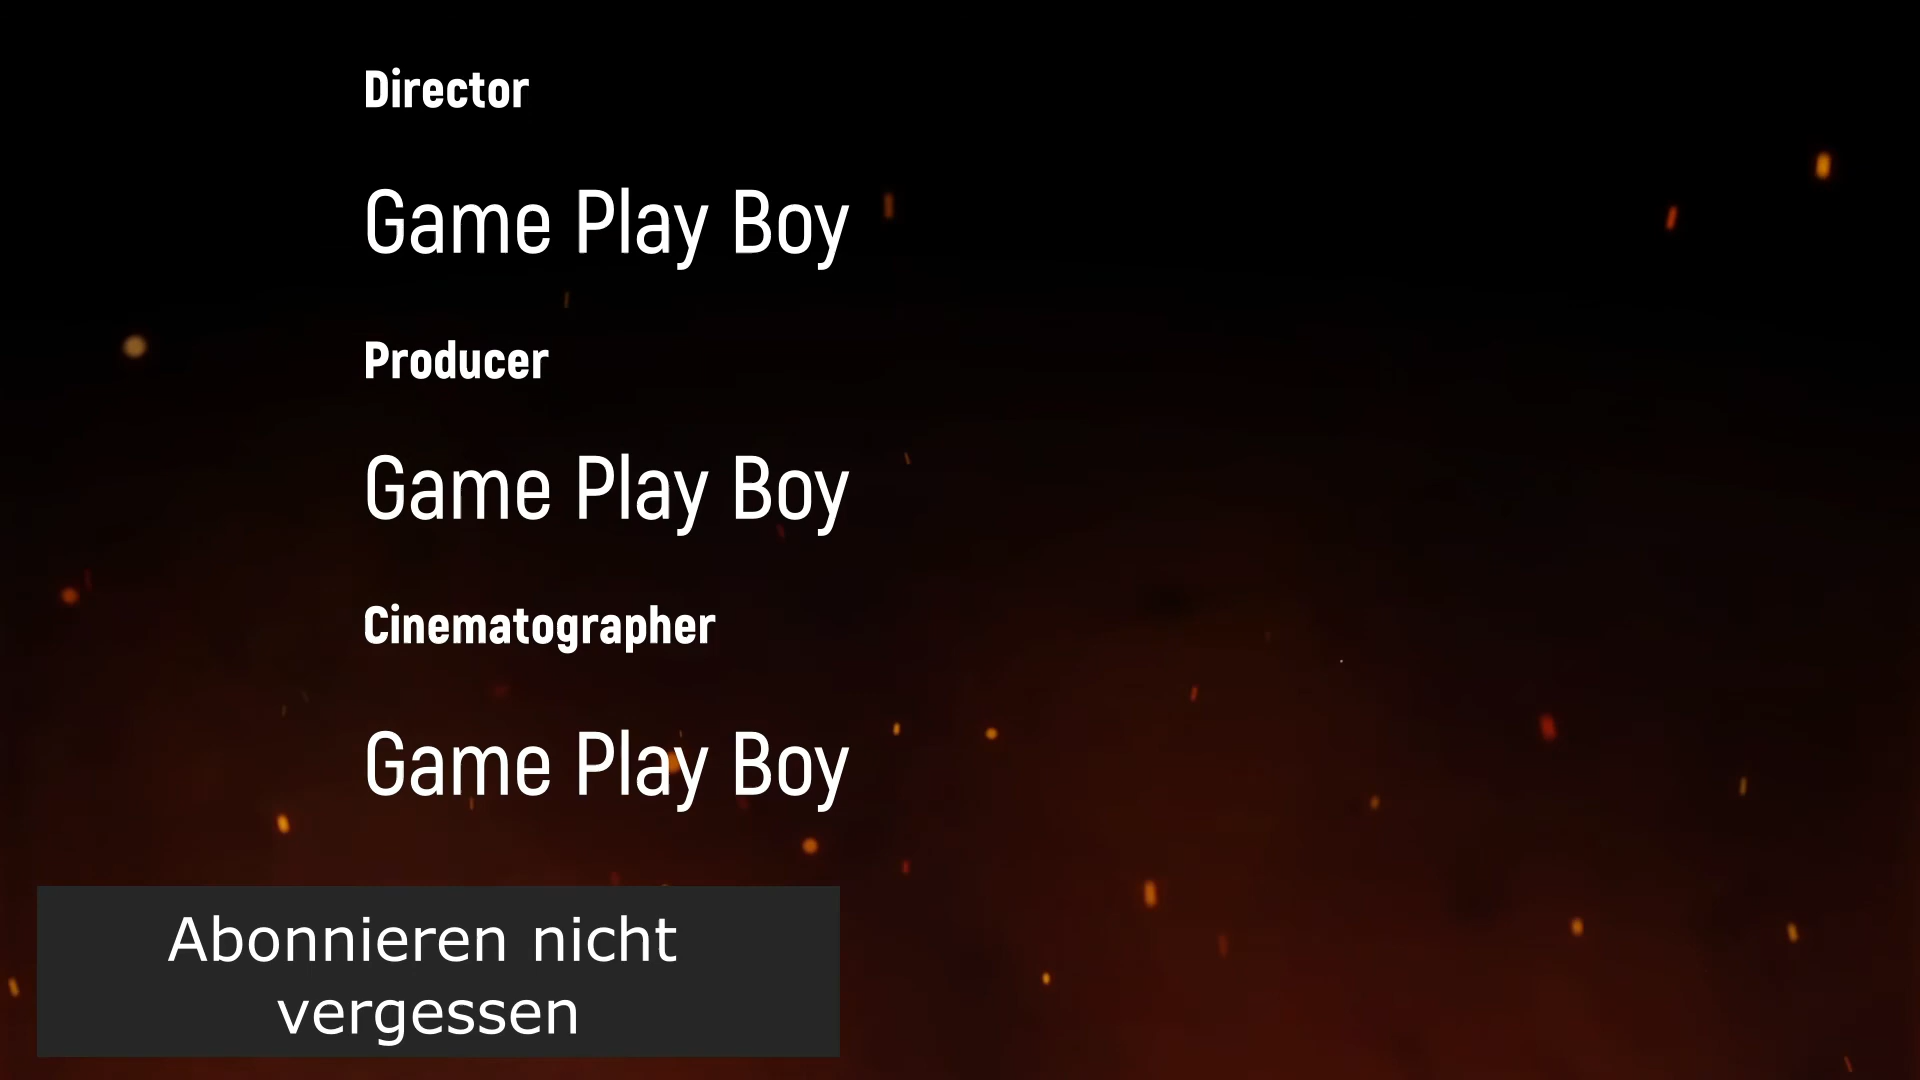 Director
Game Play Boy
Producer
Game Play Boy
Cinematographer
Game Play Boy
Abonnieren nicht
vergessen